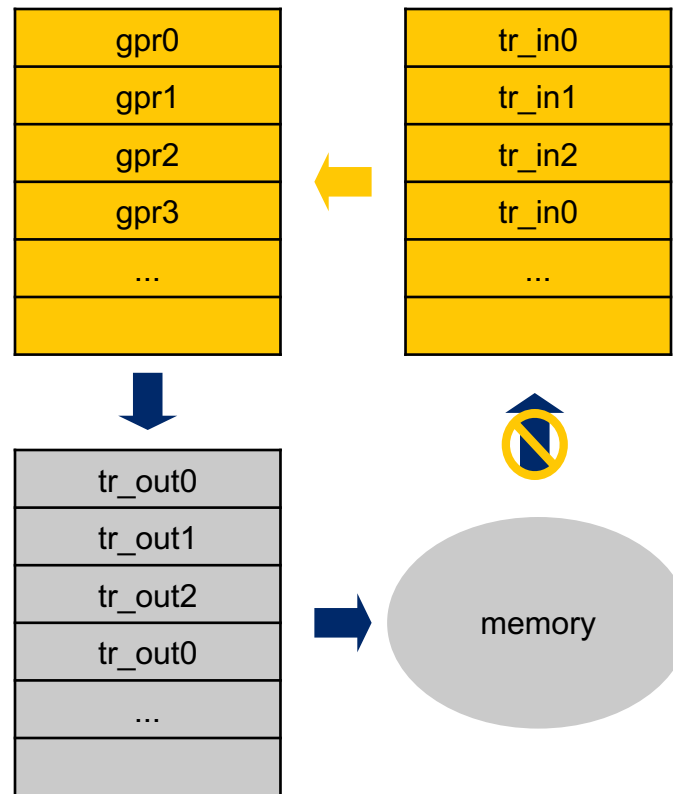 gpr0
gpr1
gpr2
gpr3
...
tr_in0
tr_in1
tr_in2
tr_in0
...
tr_out0
tr_out1
tr_out2
tr_out0
...
memory